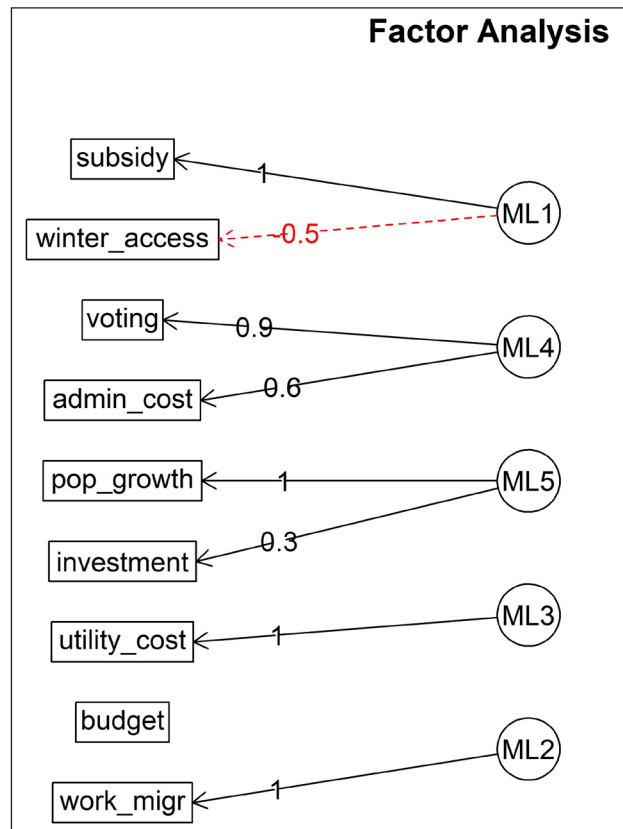 Factor Analysis
subsidy
1
ML1
winter_access
-0.5
voting
0.9
ML4
admin_cost
0.6
pop_growth
1
ML5
investment
0.3
utility_cost
1
ML3
budget
work_migr
1
ML2